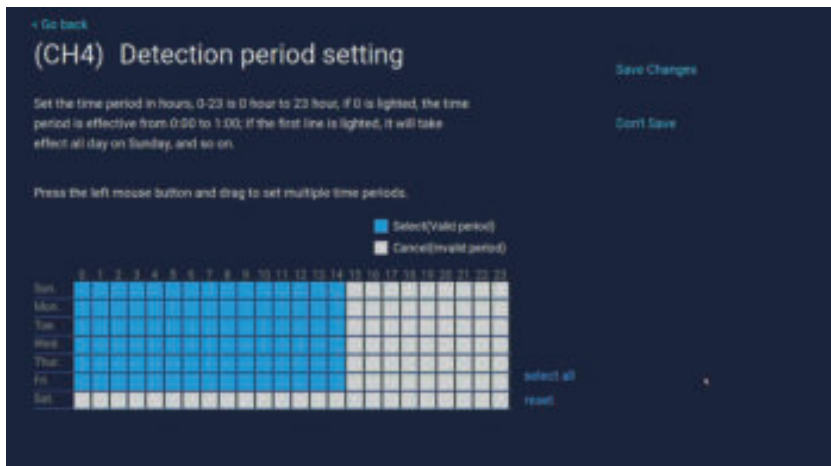 < Go back
(CH4) Detection period setting
Save Changes
Set the time period in hours, 0-23 is 0 hour to 23 hour, if 0 is lighted, the time
period is effective from 0:00 to 1:00; if the first line is lighted, it will take
effect all day on Sunday, and so on.
Don't Save
Press the left mouse button and drag to set multiple time periods.
Select(Valid period)
Cancel(Invalid period)
0 1 2 3 4 5 6 7 8 9 10 11 12 13 14 15 16 17 18 19 20 21 22 23
Sun.
Mon.
Tue.
Wed.
Thur.
Fri.
select all
Sat.
reset